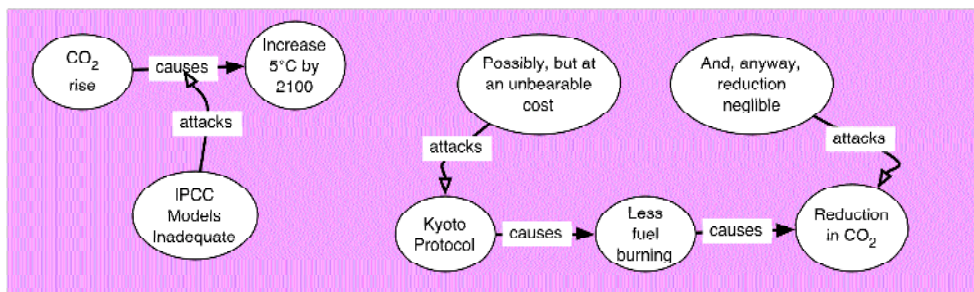 CO2
rise
causes
Increase
5°C by
2100
attacks
IPCC
Models
Inadequate
Possibly, but at
an unbearable
cost
attacks
And, anyway,
reduction
neglible
attacks
Kyoto
Protocol
causes
Less
fuel
burning
causes
Reduction
in CO2